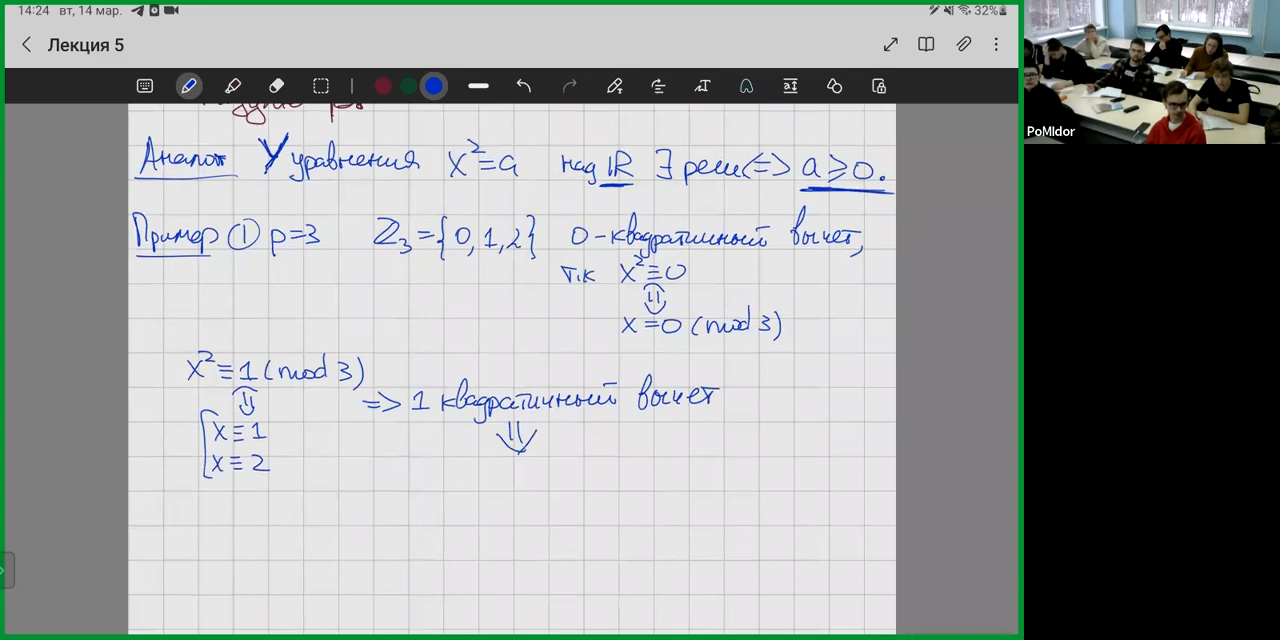 14:24 вт, 14 мар.
32%
Лекция 5
Аналог У уравнения x²=a над ℝ ∃ реш <=> a⩾0.
Пример ① p=3 ℤ₃={0,1,2} 0-квадратичный вычет,
т.к x²≡0
x≡0 (mod 3)
x²≡1 (mod 3)
=> 1 квадратичный вычет
x≡1
x≡2
PoMIdor